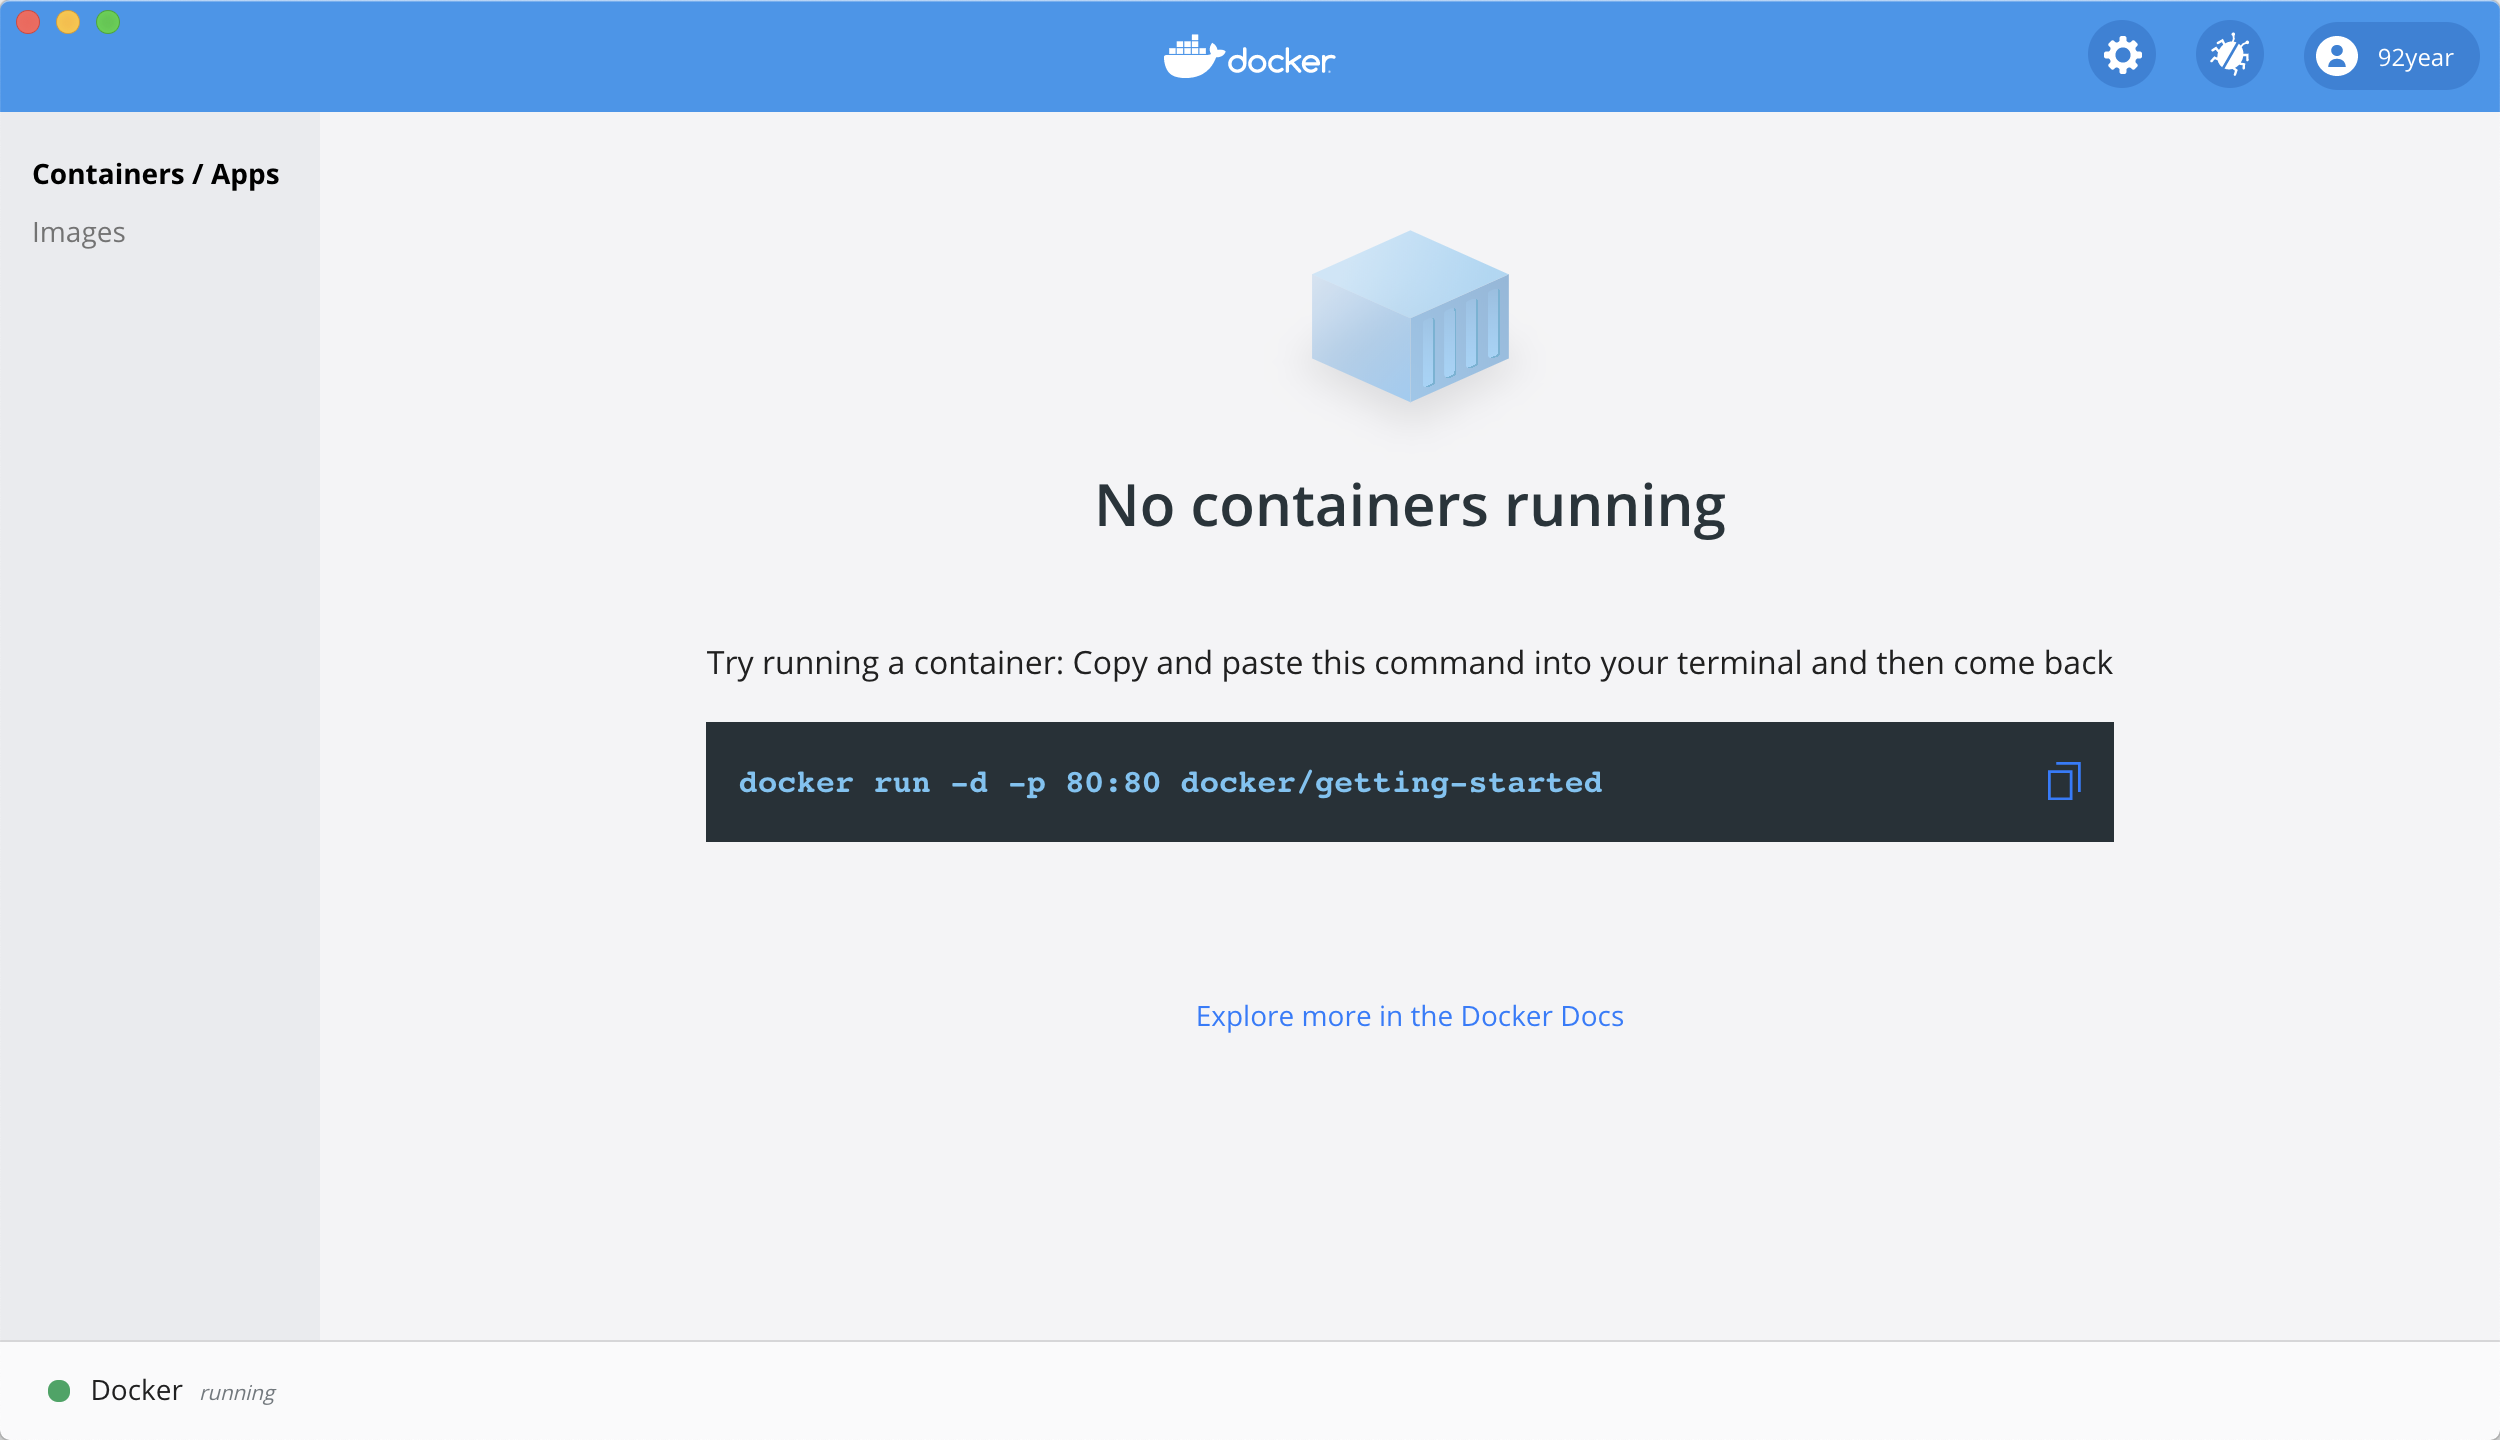 docker
92year
Containers / Apps
Images
No containers running
Try running a container: Copy and paste this command into your terminal and then come back
docker run -d -p 80:80 docker/getting-started
Explore more in the Docker Docs
Docker running